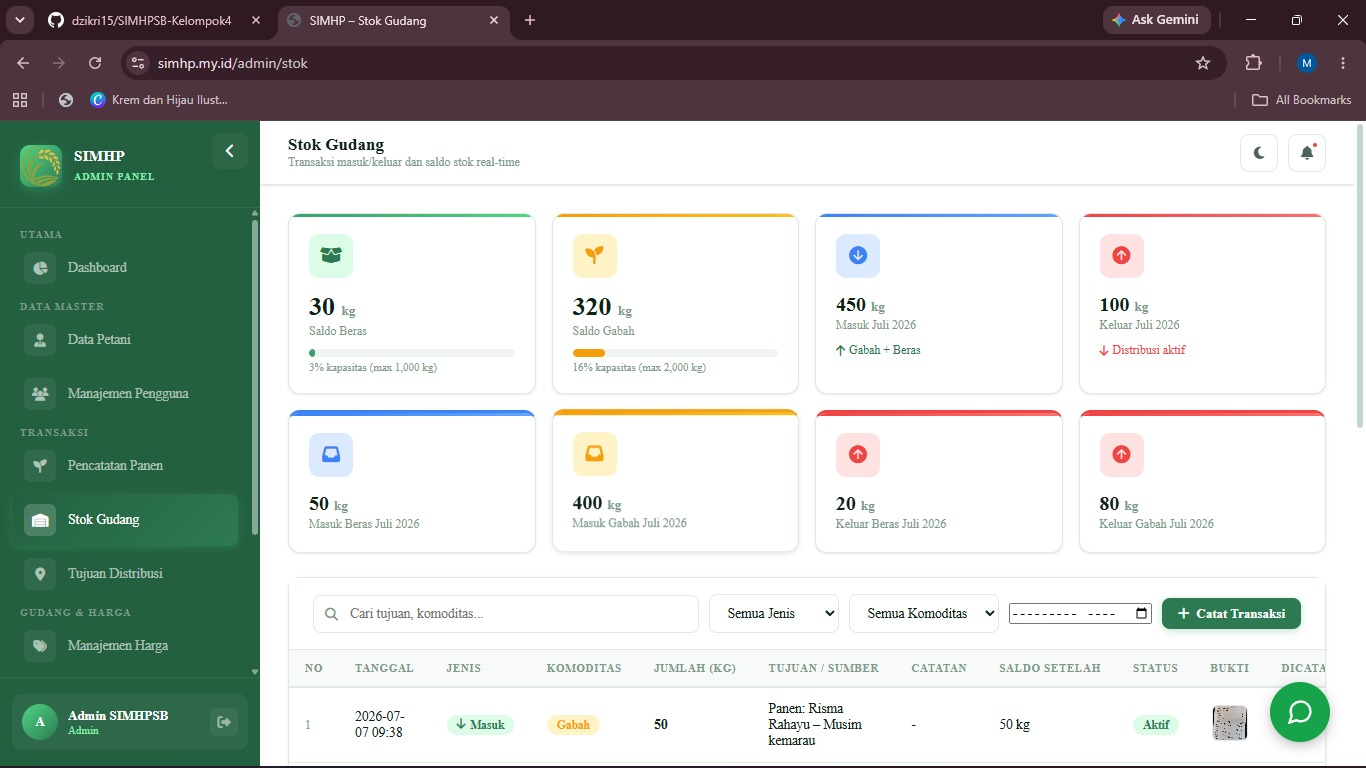 dzikri15/SIMHPSB-Kelompok4
SIMHP – Stok Gudang
Ask Gemini
simhp.my.id/admin/stok
M
C
Krem dan Hijau Ilust...
All Bookmarks
SIMHP
ADMIN PANEL
UTAMA
Dashboard
DATA MASTER
Data Petani
Manajemen Pengguna
TRANSAKSI
Pencatatan Panen
Stok Gudang
Tujuan Distribusi
GUDANG & HARGA
Manajemen Harga
A
Admin SIMHPSB
Admin
Stok Gudang
Transaksi masuk/keluar dan saldo stok real-time
30 kg
Saldo Beras
3% kapasitas (max 1,000 kg)
320 kg
Saldo Gabah
16% kapasitas (max 2,000 kg)
450 kg
Masuk Juli 2026
↑ Gabah + Beras
100 kg
Keluar Juli 2026
↓ Distribusi aktif
50 kg
Masuk Beras Juli 2026
400 kg
Masuk Gabah Juli 2026
20 kg
Keluar Beras Juli 2026
80 kg
Keluar Gabah Juli 2026
Cari tujuan, komoditas...
Semua Jenis
Semua Komoditas
--------- ----
+ Catat Transaksi
NO TANGGAL JENIS KOMODITAS JUMLAH (KG) TUJUAN / SUMBER CATATAN SALDO SETELAH STATUS BUKTI DICATA
1
2026-07-
07 09:38
↓ Masuk
Gabah
50
Panen: Risma
Rahayu – Musim
kemarau
-
50 kg
Aktif